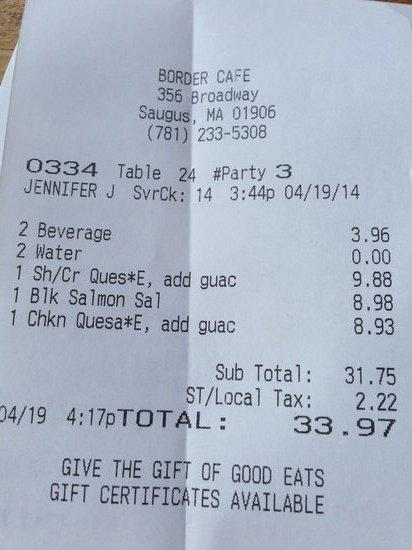 BORDER CAFE
356 Broadway
Saugus, MA 01906
(781) 233-5308
0334 Table 24 #Party 3
JENNIFER J SvrCk: 14 3:44p 04/19/14
2 Beverage 3.96
2 Water 0.00
1 Sh/Cr Ques*E, add guac 9.88
1 Blk Salmon Sal 8.98
1 Chkn Quesa*E, add guac 8.93
Sub Total: 31.75
ST/Local Tax: 2.22
04/19 4:17pTOTAL: 33.97
GIVE THE GIFT OF GOOD EATS
GIFT CERTIFICATES AVAILABLE